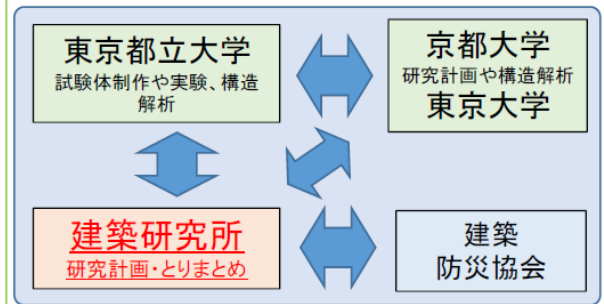 東京都立大学
試験体制作や実験、構造
解析
京都大学
研究計画や構造解析
東京大学
建築研究所
研究計画・とりまとめ
建築
防災協会